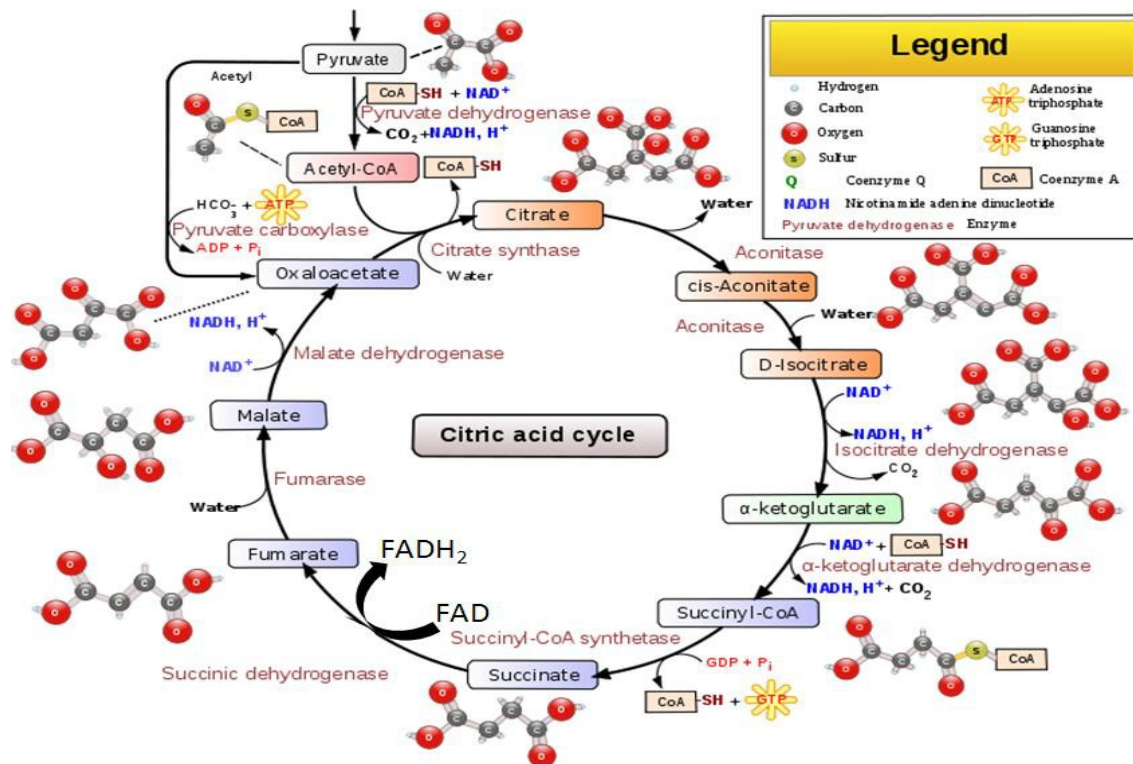 Legend
Hydrogen
Carbon
Oxygen
S Sulfur
Q Coenzyme Q
NADH Nicotinamide adenine dinucleotide
Pyruvate dehydrogenase Enzyme
ATP Adenosine
triphosphate
GTP Guanosine
triphosphate
CoA Coenzyme A
Pyruvate
Acetyl
CoA-SH + NAD⁺
Pyruvate dehydrogenase
CO₂+NADH, H⁺
S CoA
Acetyl-CoA
CoA-SH
HCO₃⁻ + ATP
Pyruvate carboxylase
ADP + Pi
Citrate
Citrate synthase
Water
Oxaloacetate
Water
Aconitase
cis-Aconitate
Aconitase
Water
D-Isocitrate
NAD⁺
NADH, H⁺
Isocitrate dehydrogenase
CO₂
α-ketoglutarate
NAD⁺+ CoA-SH
α-ketoglutarate dehydrogenase
NADH, H⁺+ CO₂
Succinyl-CoA
S CoA
Succinyl-CoA synthetase
GDP + Pi
CoA-SH + GTP
Succinate
Succinic dehydrogenase
FAD
FADH₂
Fumarate
Water
Fumarase
Malate
NAD⁺
Malate dehydrogenase
NADH, H⁺
Citric acid cycle